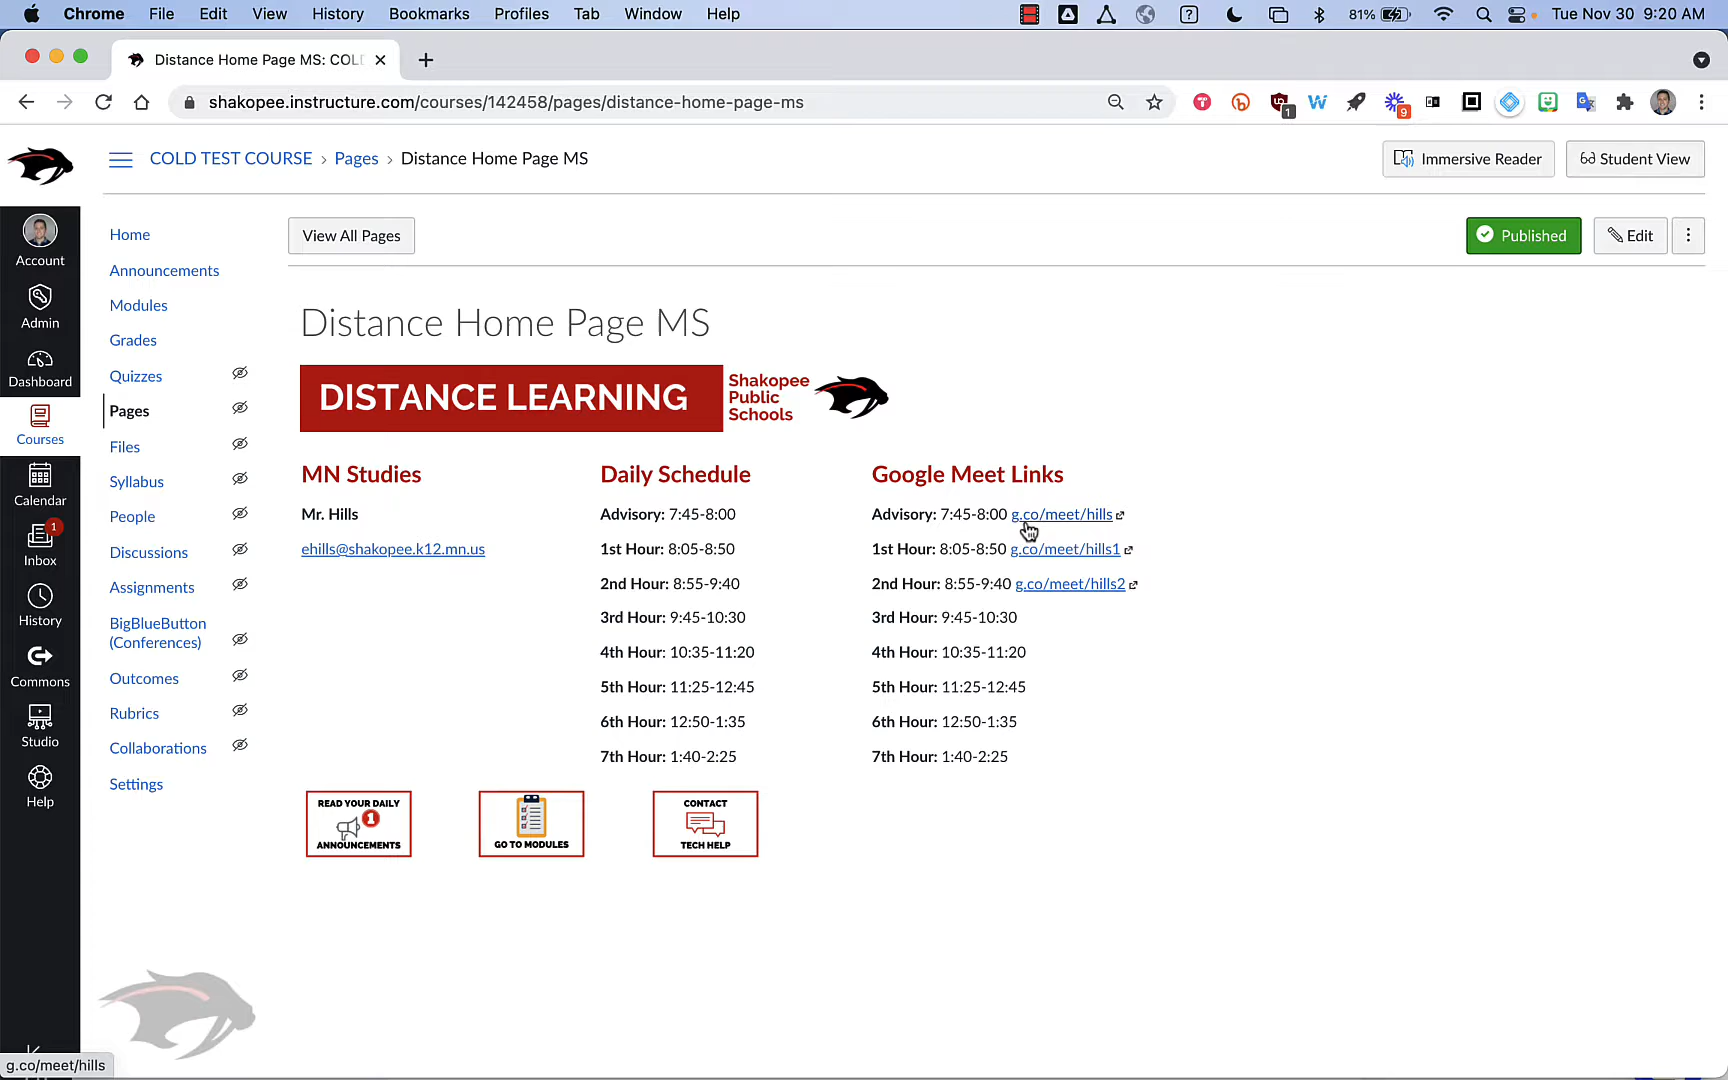 Chrome File Edit View History Bookmarks Profiles Tab Window Help 81% Tue Nov 30 9:20 AM
Distance Home Page MS: COLD
shakopee.instructure.com/courses/142458/pages/distance-home-page-ms
1
9
COLD TEST COURSE › Pages › Distance Home Page MS
Immersive Reader
Student View
Account
Admin
Dashboard
Courses
Calendar
1
Inbox
History
Commons
Studio
Help
Home
Announcements
Modules
Grades
Quizzes
Pages
Files
Syllabus
People
Discussions
Assignments
BigBlueButton
(Conferences)
Outcomes
Rubrics
Collaborations
Settings
View All Pages
Published
Edit
Distance Home Page MS
DISTANCE LEARNING
Shakopee
Public
Schools
MN Studies
Mr. Hills
ehills@shakopee.k12.mn.us
Daily Schedule
Advisory: 7:45-8:00
1st Hour: 8:05-8:50
2nd Hour: 8:55-9:40
3rd Hour: 9:45-10:30
4th Hour: 10:35-11:20
5th Hour: 11:25-12:45
6th Hour: 12:50-1:35
7th Hour: 1:40-2:25
Google Meet Links
Advisory: 7:45-8:00 g.co/meet/hills
1st Hour: 8:05-8:50 g.co/meet/hills1
2nd Hour: 8:55-9:40 g.co/meet/hills2
3rd Hour: 9:45-10:30
4th Hour: 10:35-11:20
5th Hour: 11:25-12:45
6th Hour: 12:50-1:35
7th Hour: 1:40-2:25
READ YOUR DAILY
1
ANNOUNCEMENTS
GO TO MODULES
CONTACT
TECH HELP
g.co/meet/hills